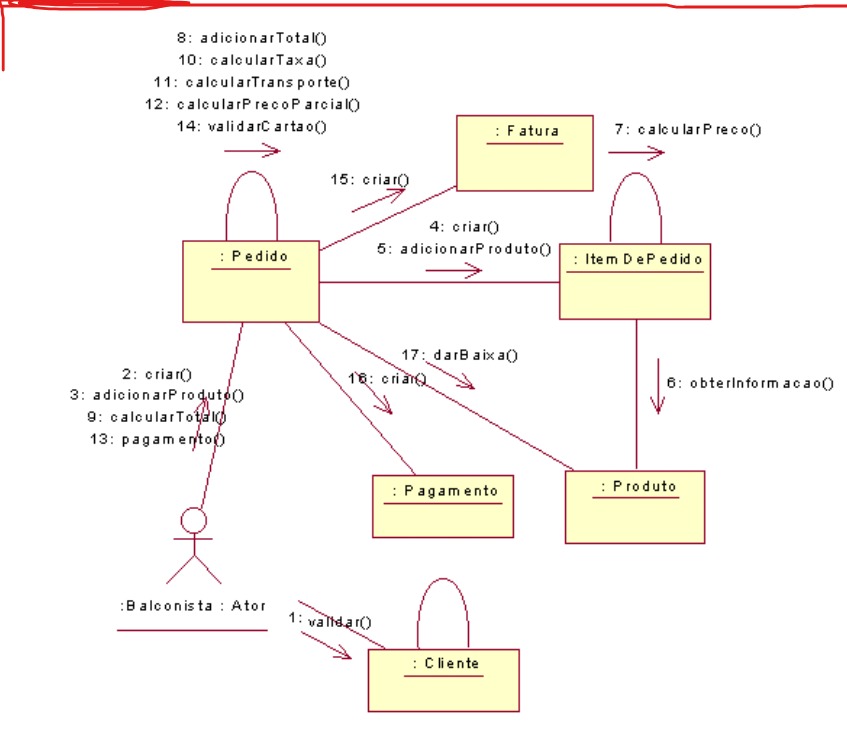 8: adicionarTotal()
10: calcularTaxa()
11: calcularTransporte()
12: calcularPrecoParcial()
14: validarCartao()
: Fatura
7: calcularPreco()
15: criar()
4: criar()
5: adicionarProduto()
: Pedido
: ItemDePedido
17: darBaixa()
16: criar()
2: criar()
3: adicionarProduto()
9: calcularTotal()
13: pagamento()
6: obterInformacao()
: Pagamento
: Produto
:Balconista : Ator
1: validar()
: Cliente